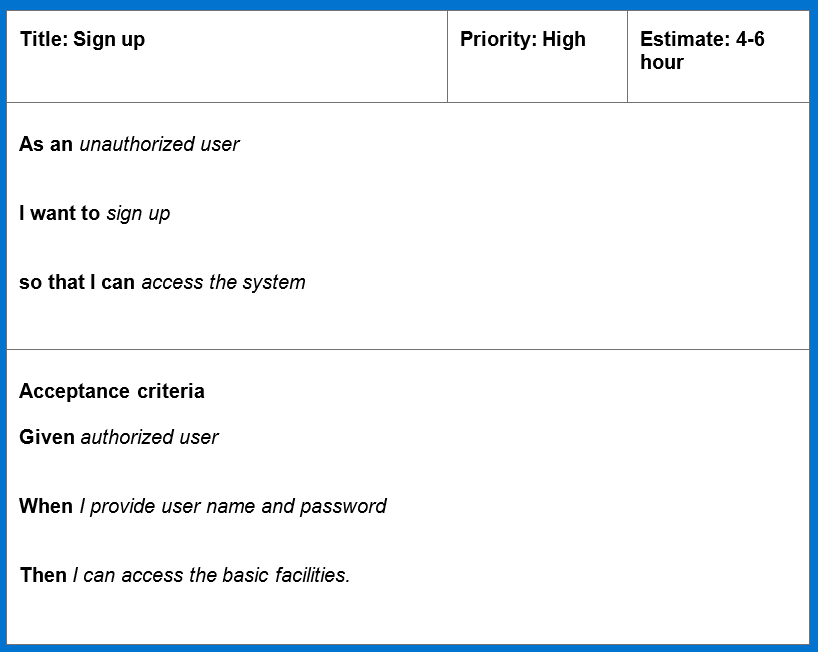 Title: Sign up
Priority: High
Estimate: 4-6
hour
As an unauthorized user
I want to sign up
so that I can access the system
Acceptance criteria
Given authorized user
When I provide user name and password
Then I can access the basic facilities.